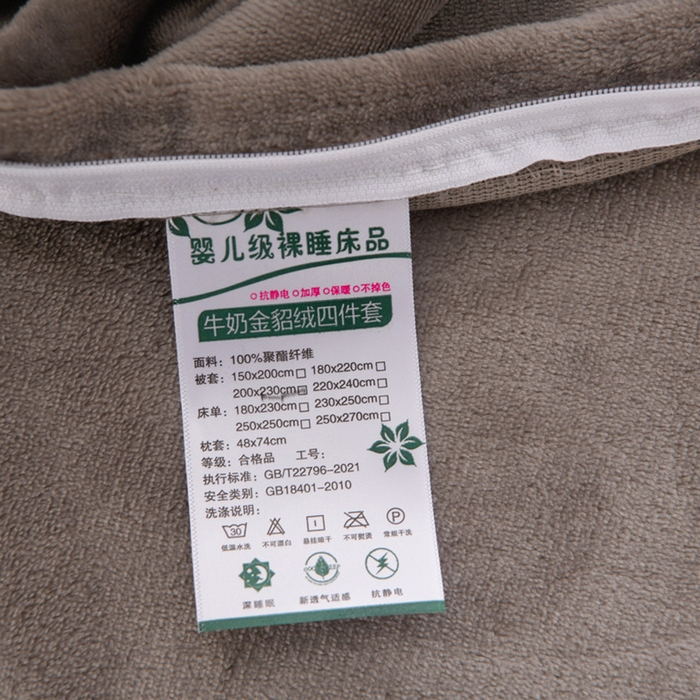 婴儿级裸睡床品
抗静电 加厚 保暖 不掉色
牛奶金貂绒四件套
面料：100%聚酯纤维
被套：150x200cm□ 180x220cm□
200x230cm□ 220x240cm□
床单：180x230cm□ 230x250cm□
250x250cm□ 250x270cm□
枕套：48x74cm
等级：合格品 工号：
执行标准：GB/T22796-2021
安全类别：GB18401-2010
洗涤说明：
30 P
低温水洗 不可漂白 悬挂晾干 不可熨烫 常规干洗
深睡眠 新透气适感 抗静电